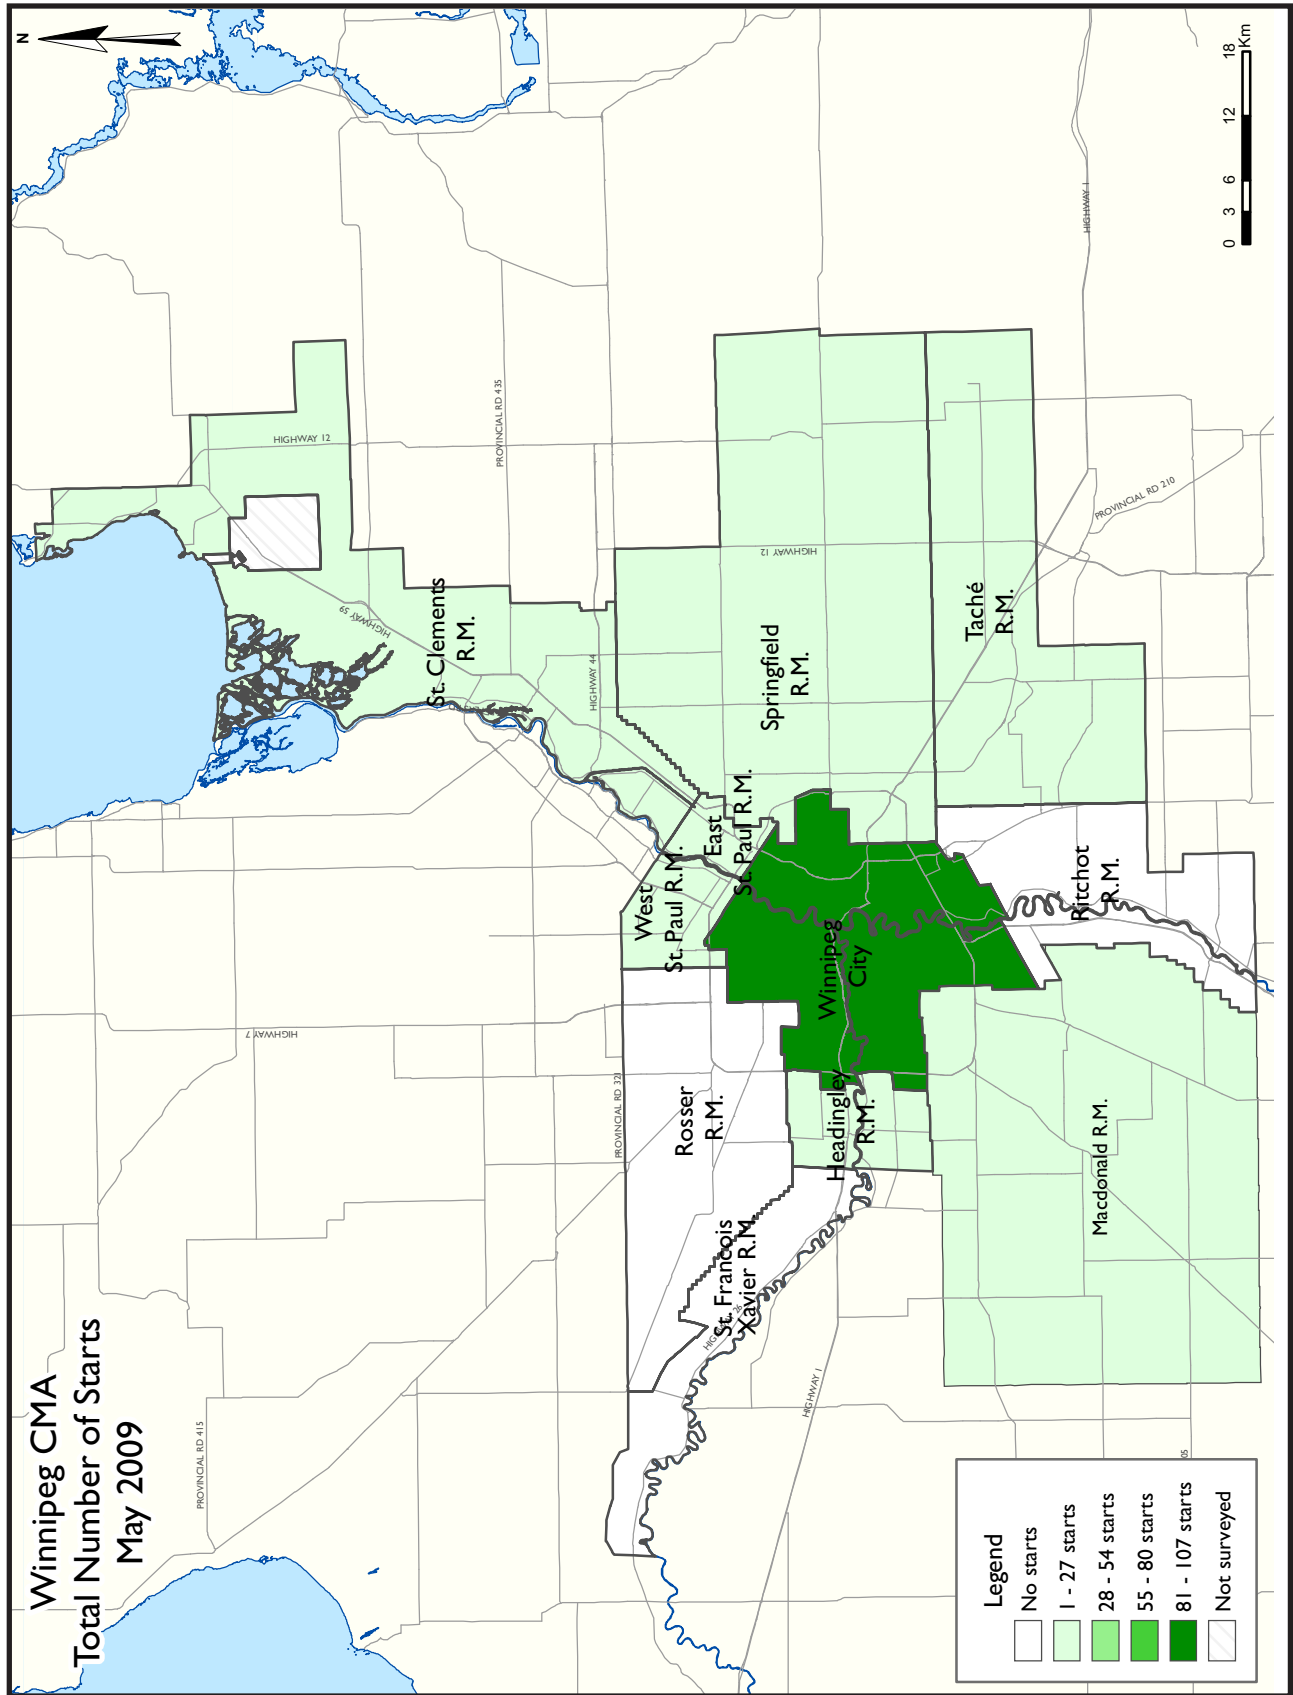 Winnipeg CMA
Total Number of Starts
May 2009
N
PROVINCIAL RD 415
HIGHWAY 7
HIGHWAY 12
HIGHWAY 59
PROVINCIAL RD 435
St. Clements
R.M.
HIGHWAY 44
PROVINCIAL RD 321
West
St. Paul R.M.
East
St. Paul R.M.
Springfield
R.M.
HIGHWAY 12
Rosser
R.M.
St. Francois
Xavier R.M.
Winnipeg
City
Headingley
R.M.
HIGHWAY 1
Taché
R.M.
HIGHWAY 1
PROVINCIAL RD 210
Ritchot
R.M.
Macdonald R.M.
05
Legend
No starts
1 - 27 starts
28 - 54 starts
55 - 80 starts
81 - 107 starts
Not surveyed
0 3 6 12 18
Km